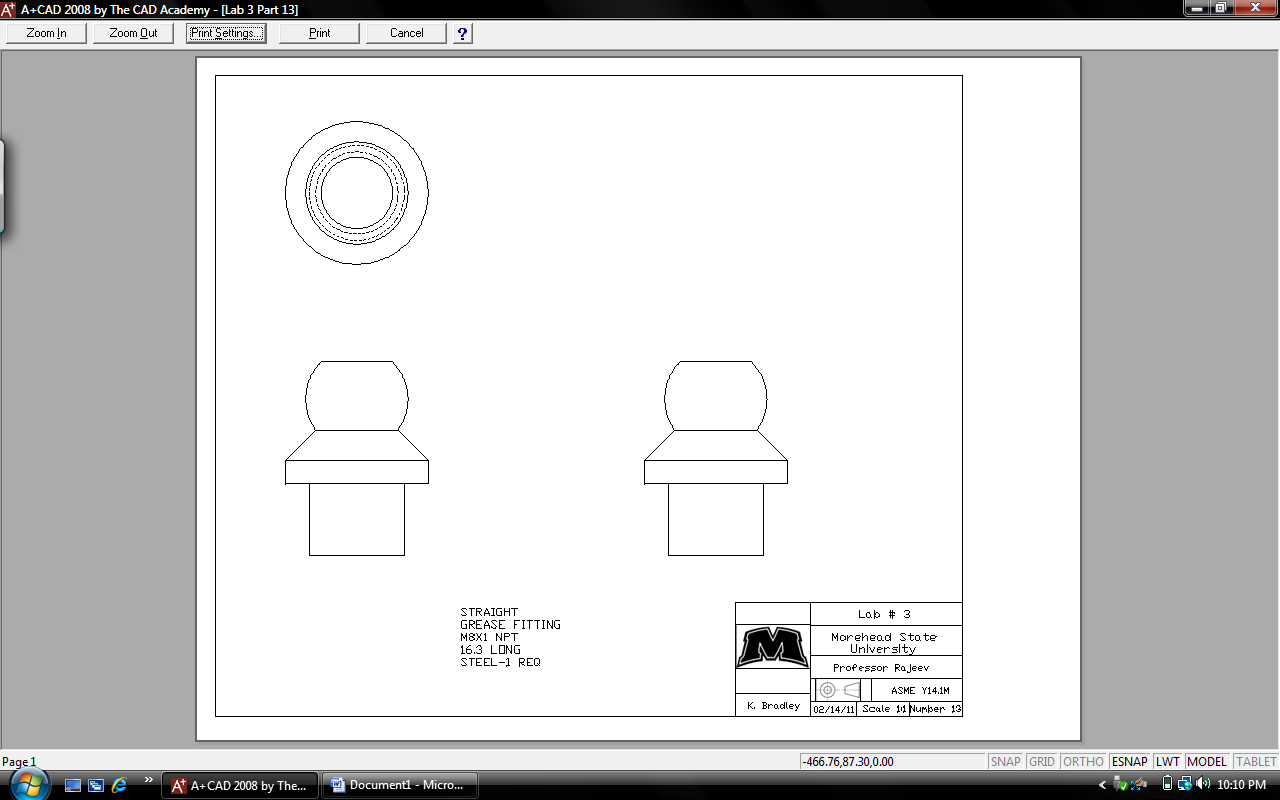 A+CAD 2008 by The CAD Academy - [Lab 3 Part 13]
Zoom In Zoom Out Print Settings... Print Cancel ?
STRAIGHT
GREASE FITTING
M8X1 NPT
16.3 LONG
STEEL-1 REQ
Lab # 3
Morehead State
University
Professor Rajeev
ASME Y14.1M
K. Bradley
02/14/11 Scale 1:1 Number 13
Page 1
-466.76,87.30,0.00
SNAP GRID ORTHO ESNAP LWT MODEL TABLET
A+CAD 2008 by The...
Document1 - Micro...
10:10 PM